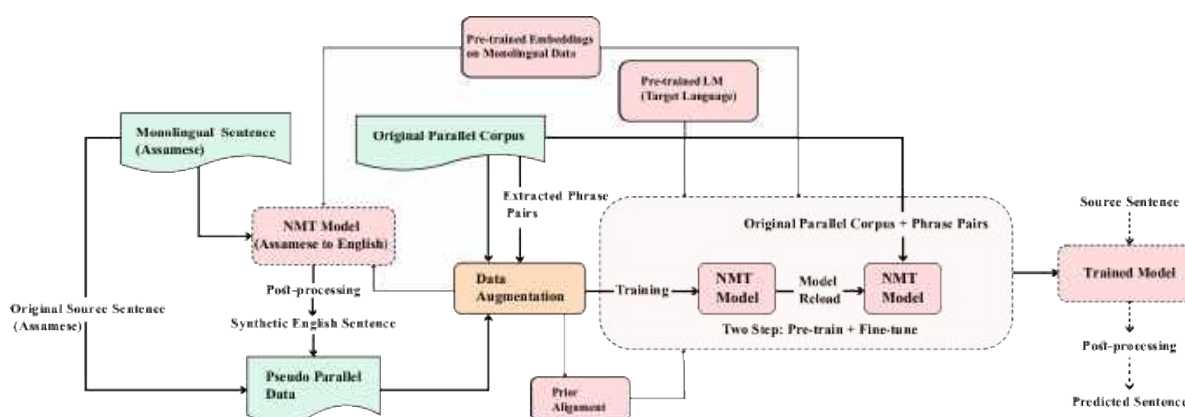 Pre-trained Embeddings
on Monolingual Data
Pre-trained LM
(Target Language)
Monolingual Sentence
(Assamese)
Original Parallel Corpus
Extracted Phrase
Pairs
NMT Model
(Assamese to English)
Original Parallel Corpus + Phrase Pairs
Source Sentence
Data
Augmentation
Training
NMT
Model
Model
Reload
NMT
Model
Trained Model
Post-processing
Original Source Sentence
(Assamese)
Synthetic English Sentence
Two Step: Pre-train + Fine-tune
Post-processing
Pseudo Parallel
Data
Prior
Alignment
Predicted Sentence